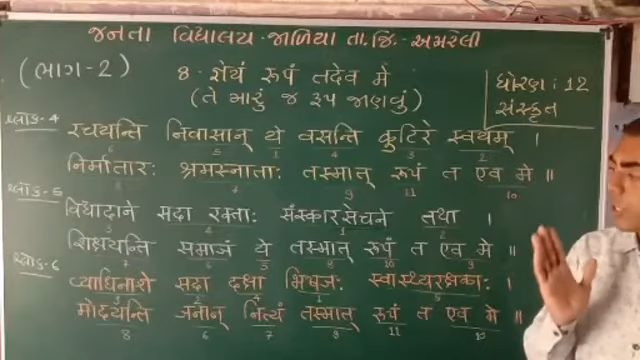 જનતા વિદ્યાલય જાળિયા તા.જિ.- અમરેલી
(ભાગ-2)
8. જ્ઞેયં રૂપં તદેવ મે
(તે મારું જ રૂપ જાણવું)
ધોરણ : 12
સંસ્કૃત
શ્લોક-4
रचयन्ति निवासान् ये वसन्ति कुटिरे स्वयम् ।
निर्मातारः श्रमस्नाताः तस्मात् रूपं त एव मे ॥
શ્લોક-5
विद्यादाने सदा रक्ताः संस्कारसेचने तथा ।
शिक्षयन्ति समाजं ये तस्मात् रूपं त एव मे ॥
શ્લોક-6
व्याधिनाशे सदा दक्षा भिषजः स्वास्थ्यरक्षकाः ।
मोदयन्ति जनान् नित्यं तस्मात् रूपं त एव मे ॥